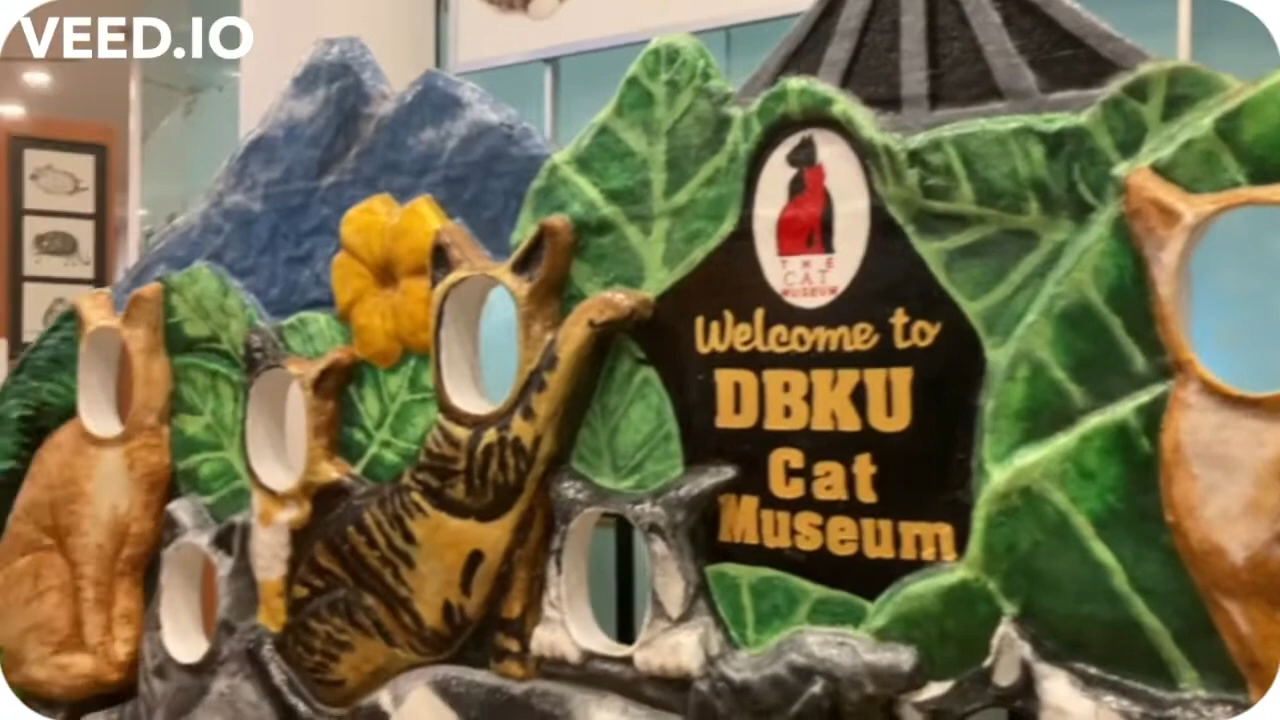 VEED.IO
THE
CAT
MUSEUM
Welcome to
DBKU
Cat
Museum